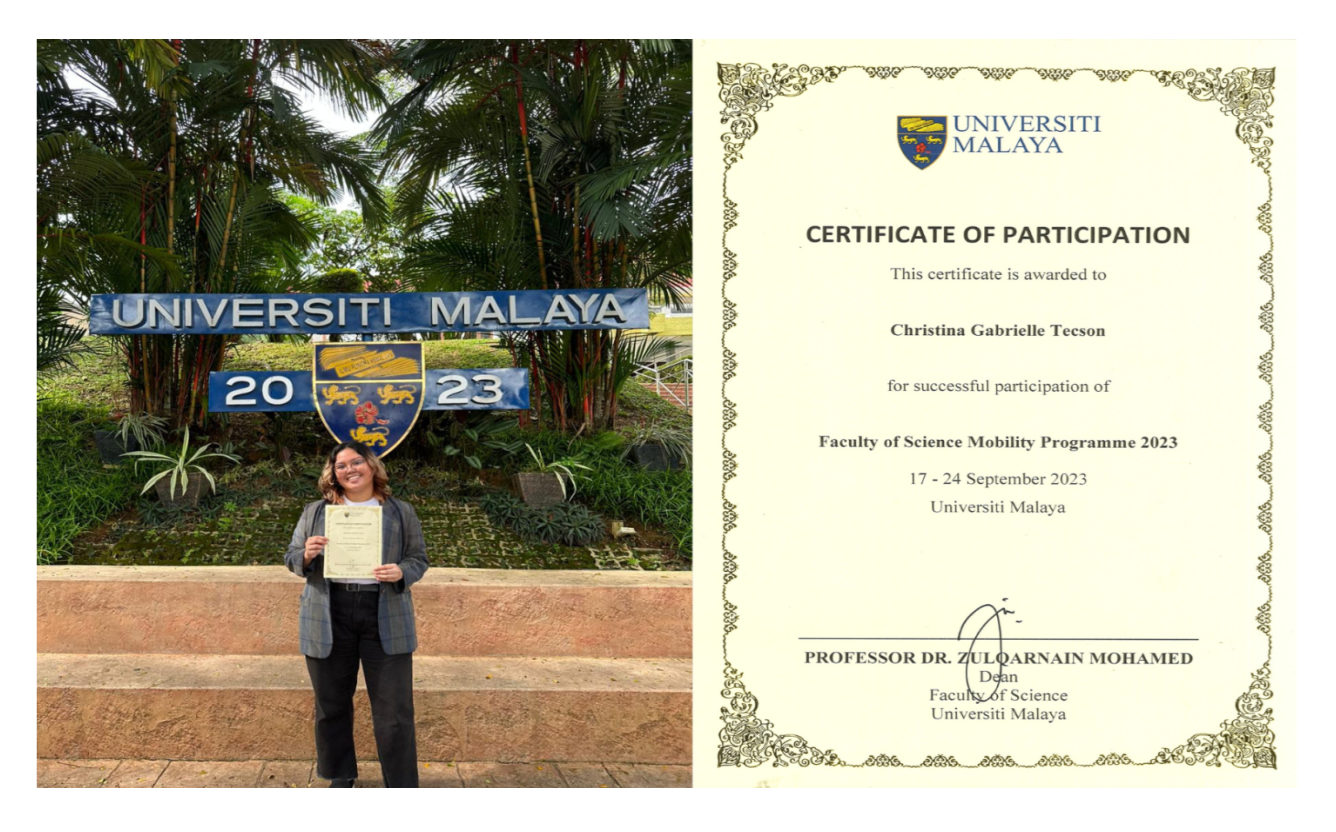 UNIVERSITI MALAYA
20 23
UNIVERSITI
MALAYA
CERTIFICATE OF PARTICIPATION
This certificate is awarded to
Christina Gabrielle Tecson
for successful participation of
Faculty of Science Mobility Programme 2023
17 - 24 September 2023
Universiti Malaya
PROFESSOR DR. ZULQARNAIN MOHAMED
Dean
Faculty of Science
Universiti Malaya